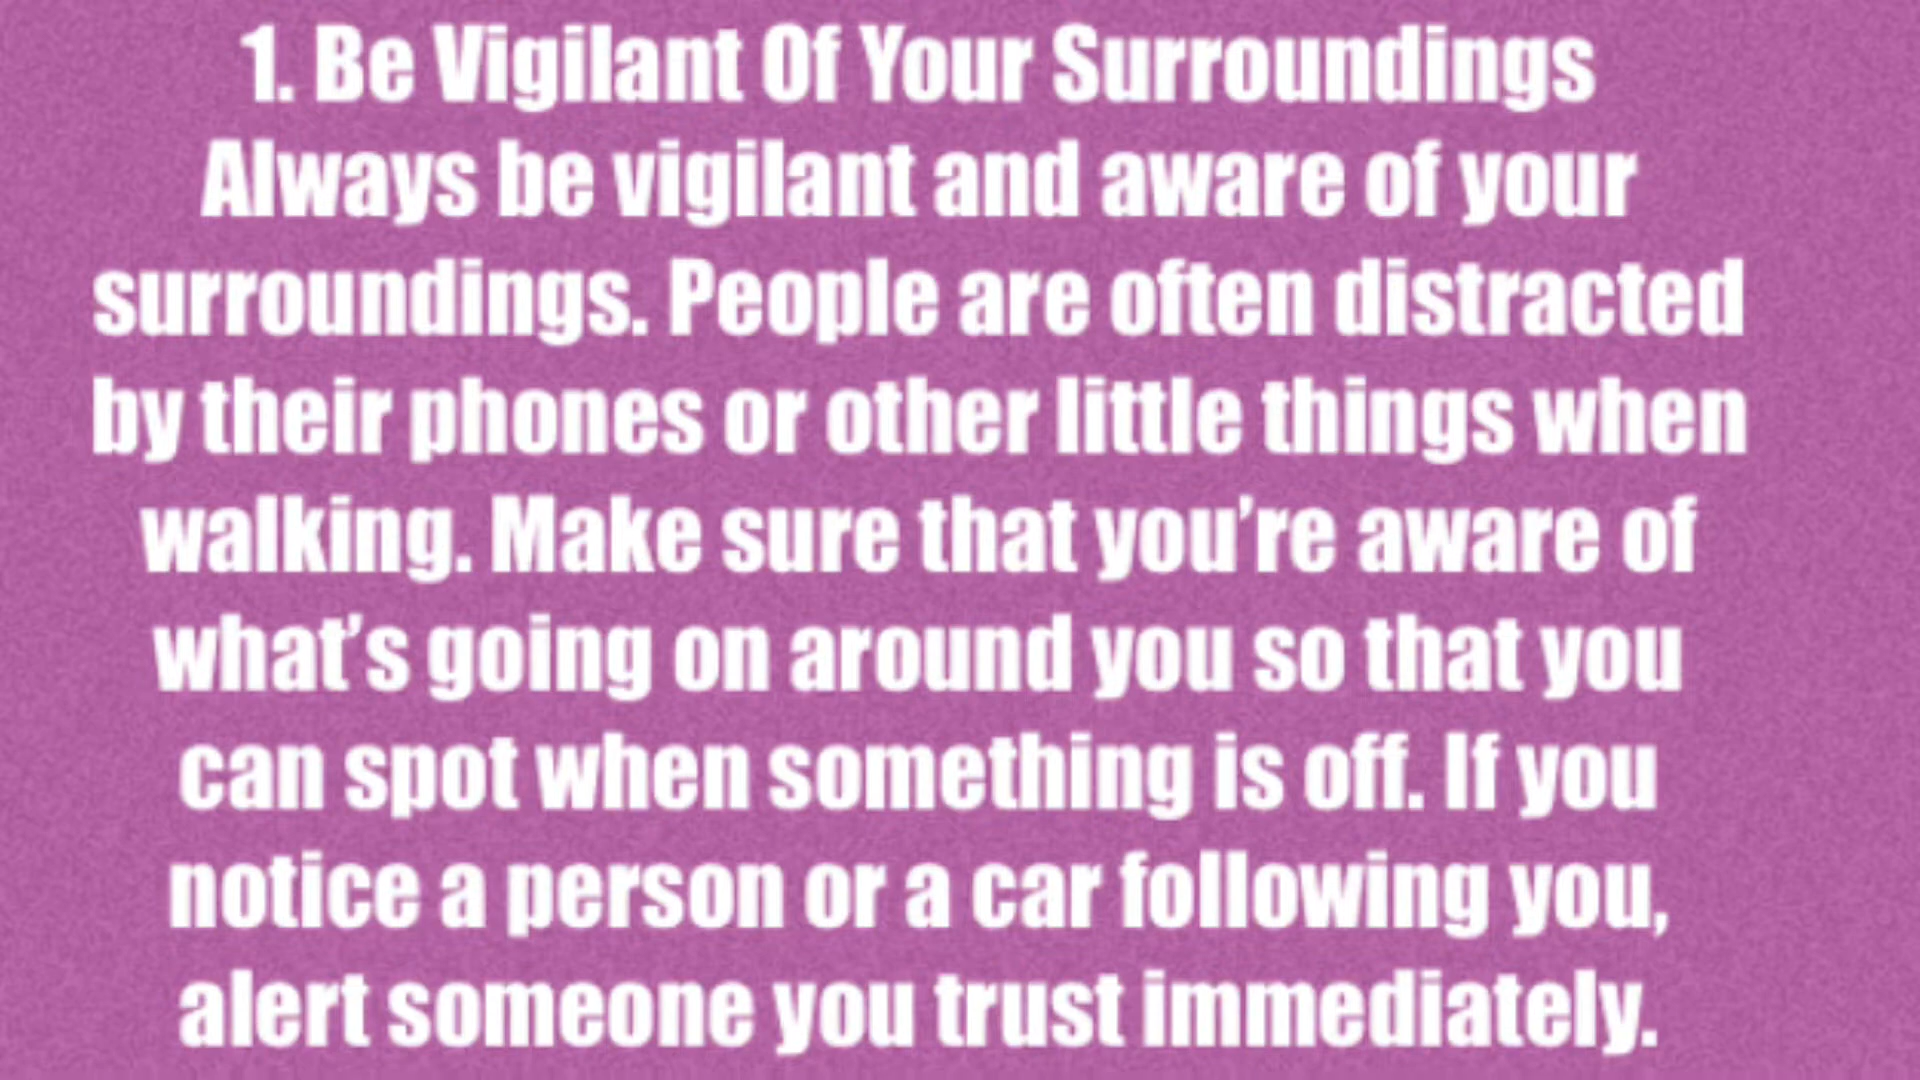 1. Be Vigilant Of Your Surroundings
Always be vigilant and aware of your
surroundings. People are often distracted
by their phones or other little things when
walking. Make sure that you’re aware of
what’s going on around you so that you
can spot when something is off. If you
notice a person or a car following you,
alert someone you trust immediately.